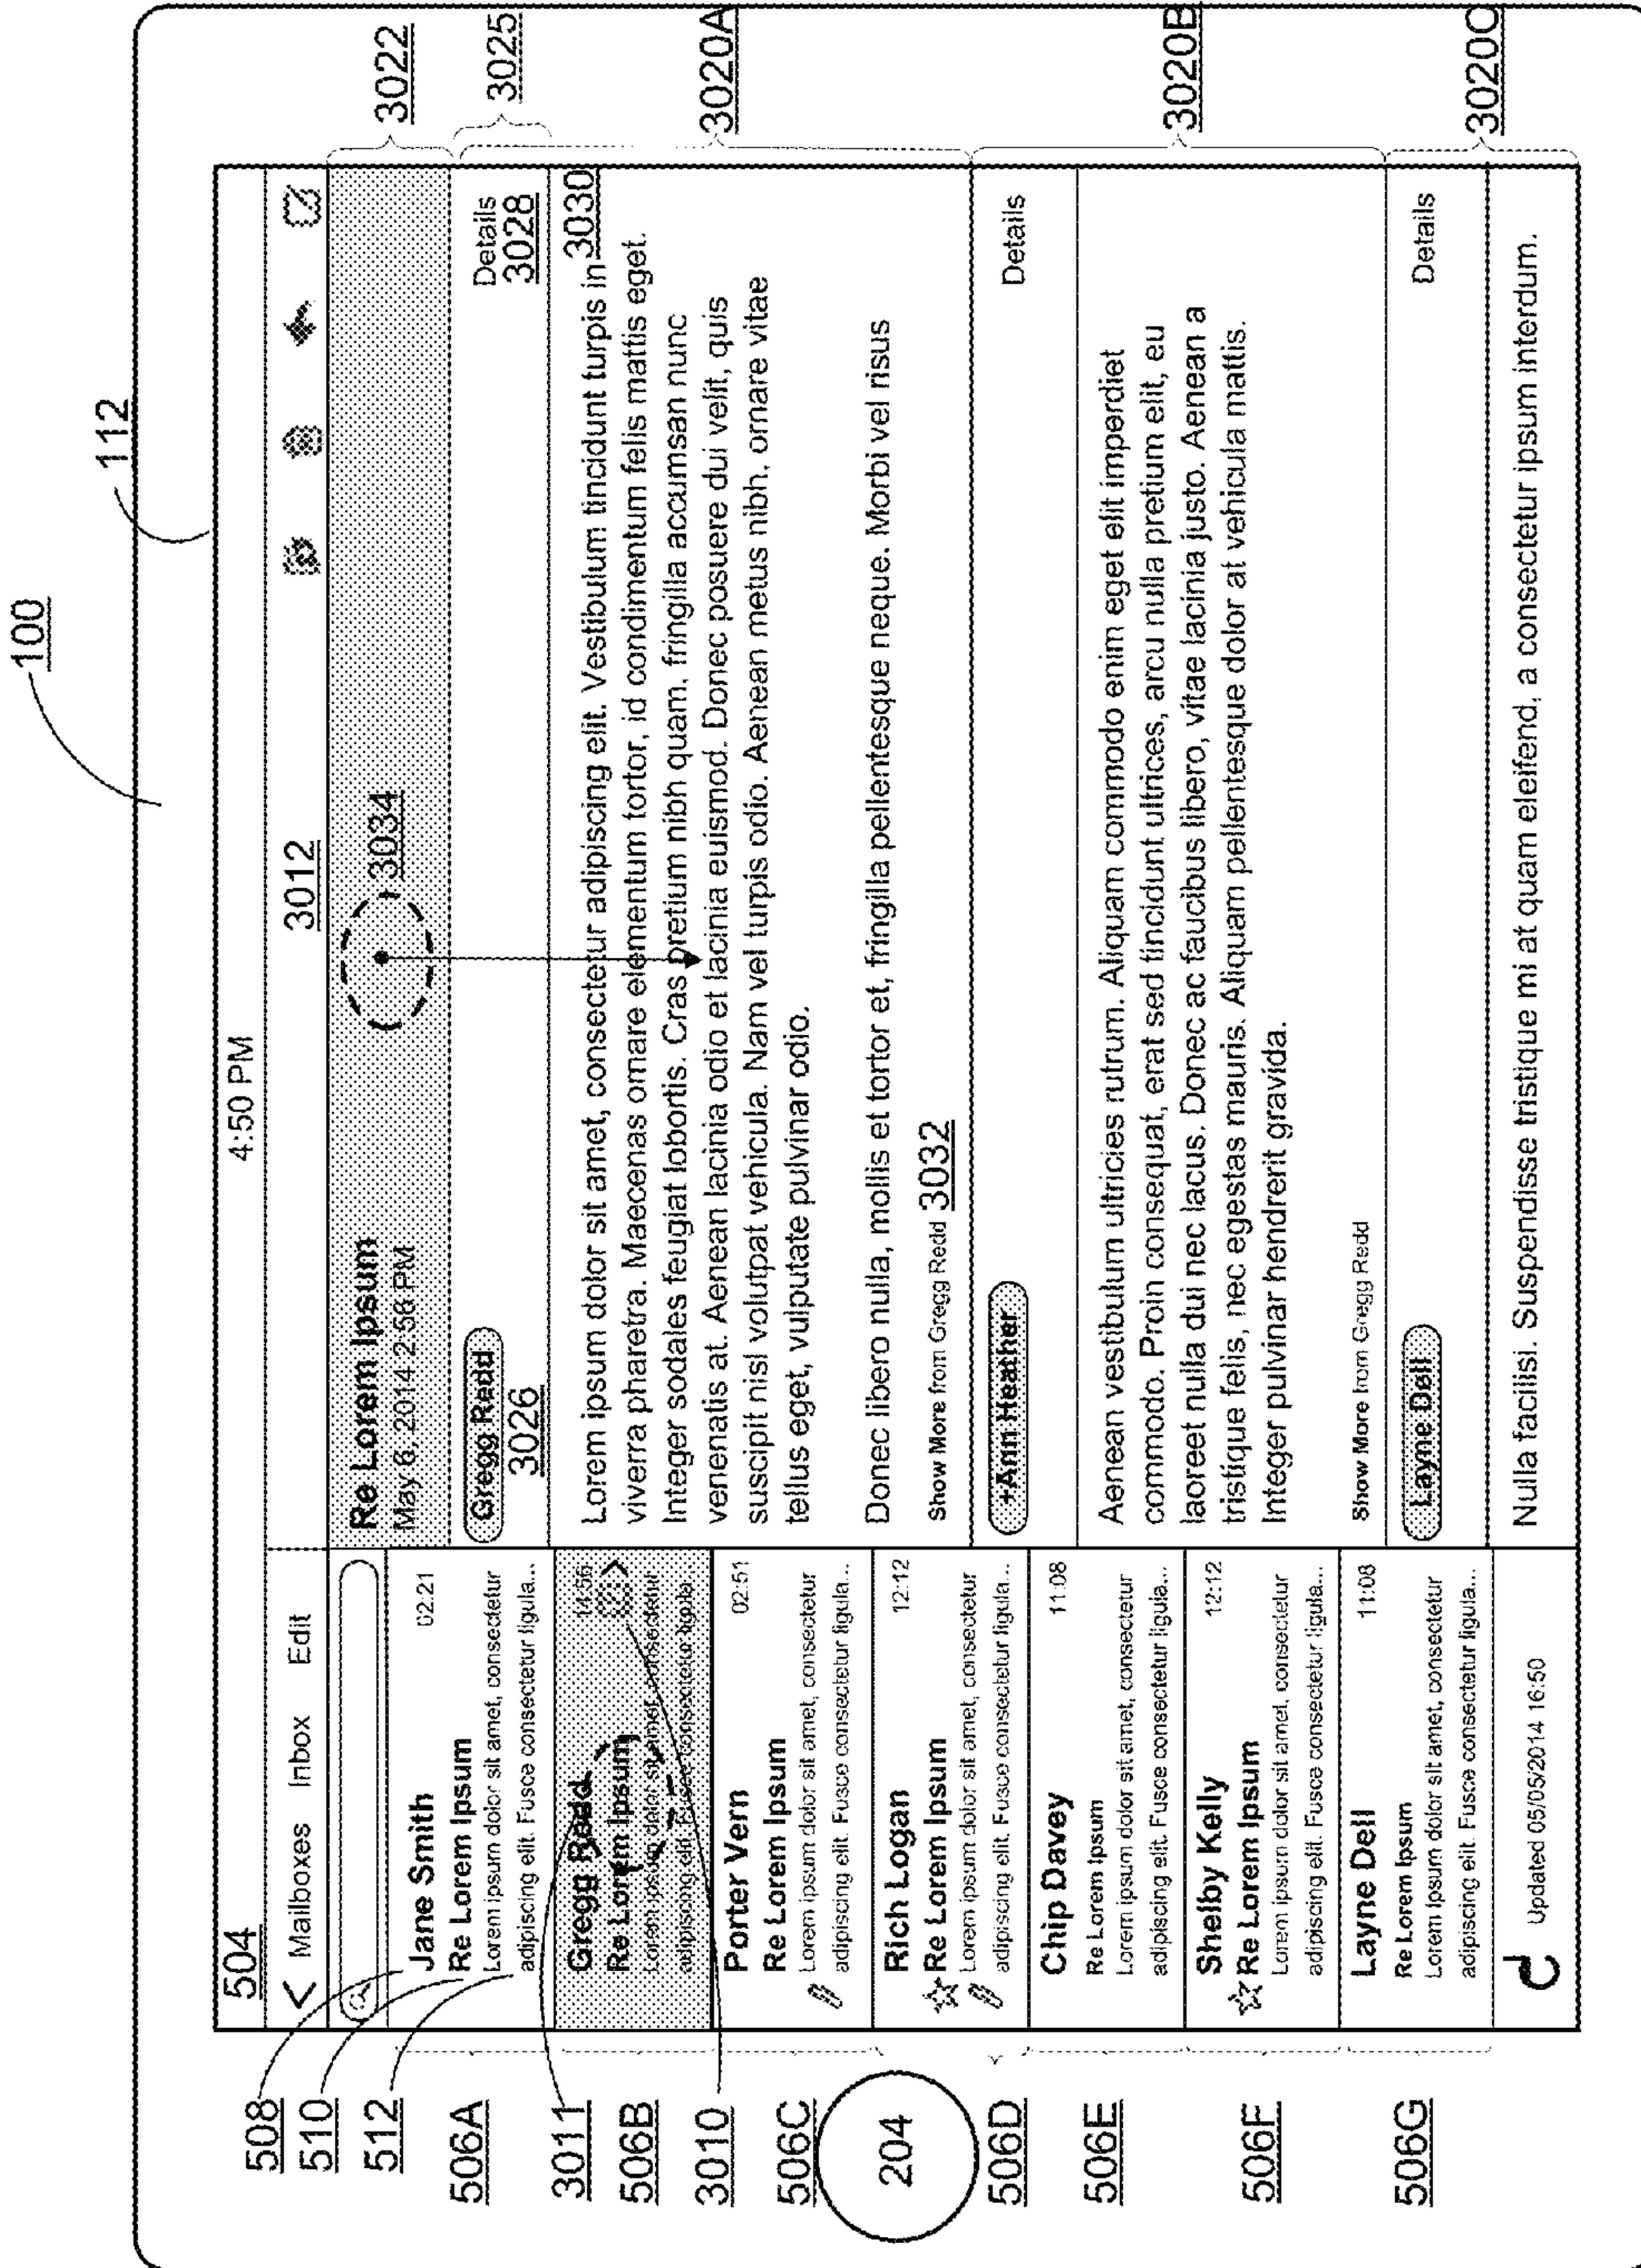 100
112
504
4:50 PM
Mailboxes Inbox Edit
3012
508
510
512
506A
3011
506B
3010
506C
204
506D
506E
506F
506G
Jane Smith 02:21
Re Lorem Ipsum
Lorem ipsum dolor sit amet, consectetur
adipiscing elit. Fusce consectetur ligula...
Gregg Redd 14:56
Re Lorem Ipsum
Lorem ipsum dolor sit amet, consectetur
adipiscing elit. Fusce consectetur ligula...
Porter Vern 02:51
Re Lorem Ipsum
Lorem ipsum dolor sit amet, consectetur
adipiscing elit. Fusce consectetur ligula...
Rich Logan 12:12
Re Lorem Ipsum
Lorem ipsum dolor sit amet, consectetur
adipiscing elit. Fusce consectetur ligula...
Chip Davey 11:08
Re Lorem Ipsum
Lorem ipsum dolor sit amet, consectetur
adipiscing elit. Fusce consectetur ligula...
Shelby Kelly 12:12
Re Lorem Ipsum
Lorem ipsum dolor sit amet, consectetur
adipiscing elit. Fusce consectetur ligula...
Layne Dell 11:08
Re Lorem Ipsum
Lorem ipsum dolor sit amet, consectetur
adipiscing elit. Fusce consectetur ligula...
Updated 05/05/2014 16:50
Re Lorem Ipsum
May 6, 2014 2:56 PM
3034
3022
Gregg Redd Details
3026 3028
3025
3030
Lorem ipsum dolor sit amet, consectetur adipiscing elit. Vestibulum tincidunt turpis in
viverra pharetra. Maecenas ornare elementum tortor, id condimentum felis mattis eget.
Integer sodales feugiat lobortis. Cras pretium nibh quam, fringilla accumsan nunc
venenatis at. Aenean lacinia odio et lacinia euismod. Donec posuere dui velit, quis
suscipit nisl volutpat vehicula. Nam vel turpis odio. Aenean metus nibh, ornare vitae
tellus eget, vulputate pulvinar odio.
3020A
Donec libero nulla, mollis et tortor et, fringilla pellentesque neque. Morbi vel risus
Show More from Gregg Redd 3032
+Ann Heather Details
Aenean vestibulum ultricies rutrum. Aliquam commodo enim eget elit imperdiet
commodo. Proin consequat, erat sed tincidunt ultrices, arcu nulla pretium elit, eu
laoreet nulla dui nec lacus. Donec ac faucibus libero, vitae lacinia justo. Aenean a
tristique felis, nec egestas mauris. Aliquam pellentesque dolor at vehicula mattis.
Integer pulvinar hendrerit gravida.
3020B
Show More from Gregg Redd
Layne Dell Details
3020C
Nulla facilisi. Suspendisse tristique mi at quam eleifend, a consectetur ipsum interdum.